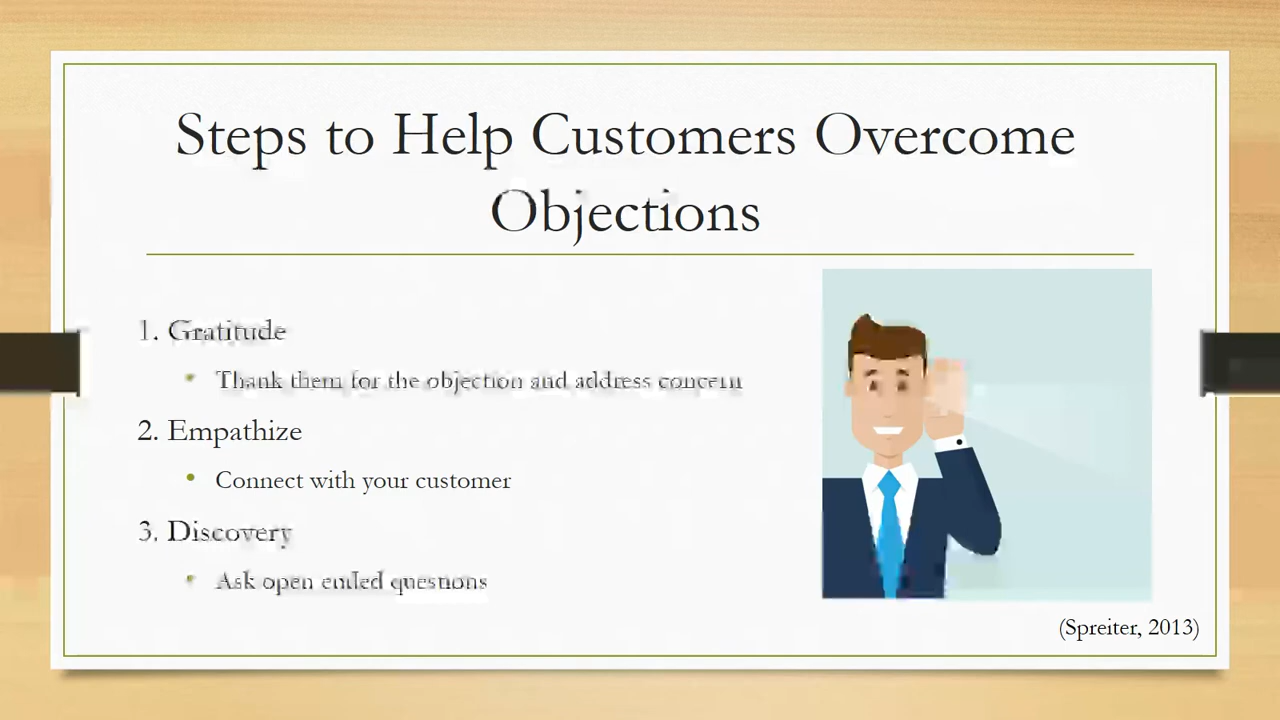 Steps to Help Customers Overcome
Objections
1. Gratitude
• Thank them for the objection and address concern
2. Empathize
• Connect with your customer
3. Discovery
• Ask open ended questions
(Spreiter, 2013)